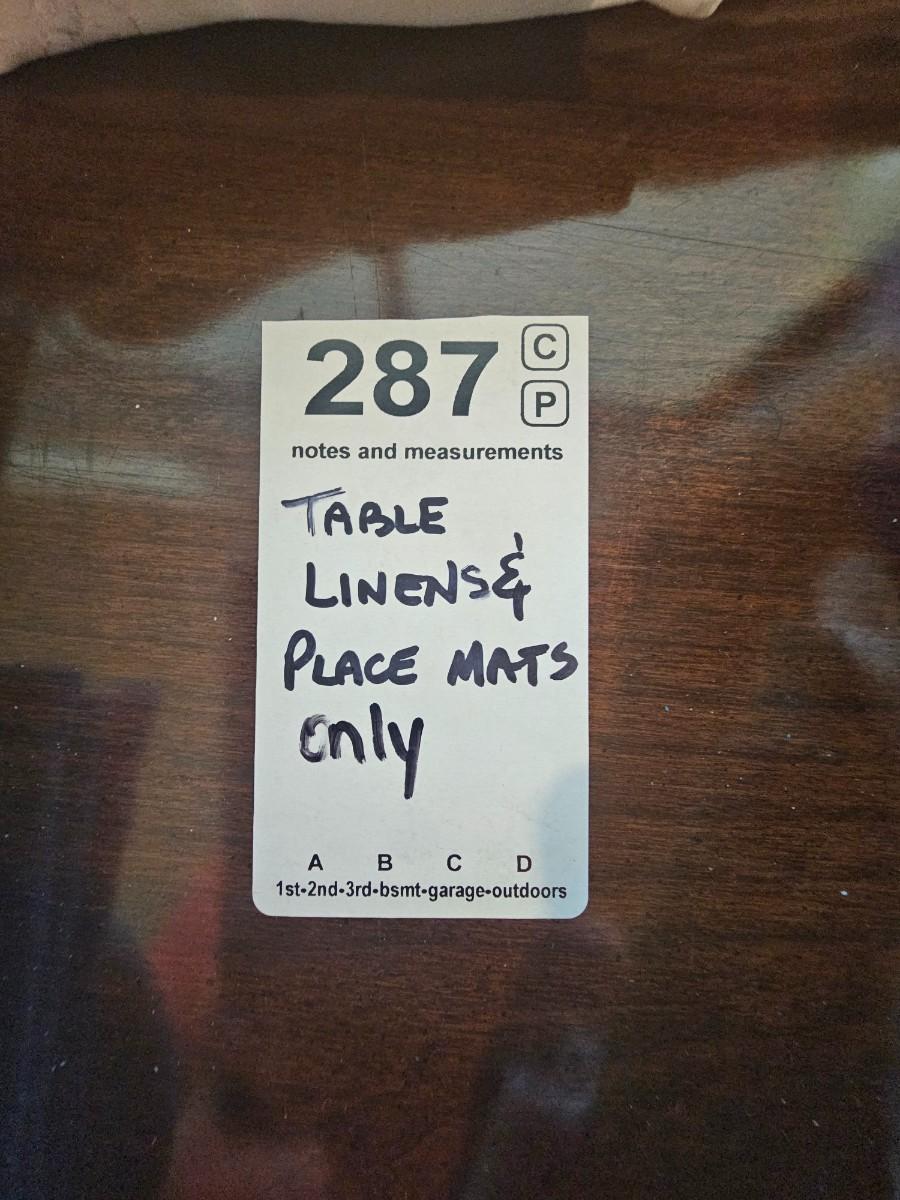 287 C
P
notes and measurements
TABLE
LINENS &
PLACE MATS
only
A B C D
1st-2nd-3rd-bsmt-garage-outdoors